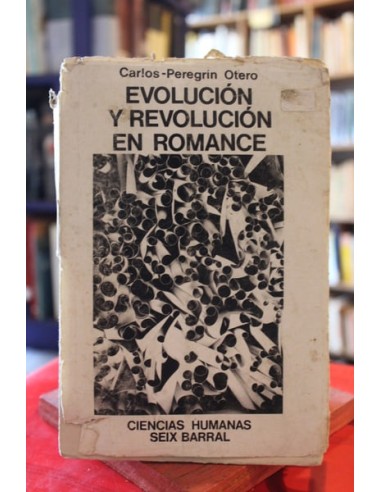 Carlos-Peregrín Otero
EVOLUCIÓN
Y REVOLUCIÓN
EN ROMANCE
CIENCIAS HUMANAS
SEIX BARRAL